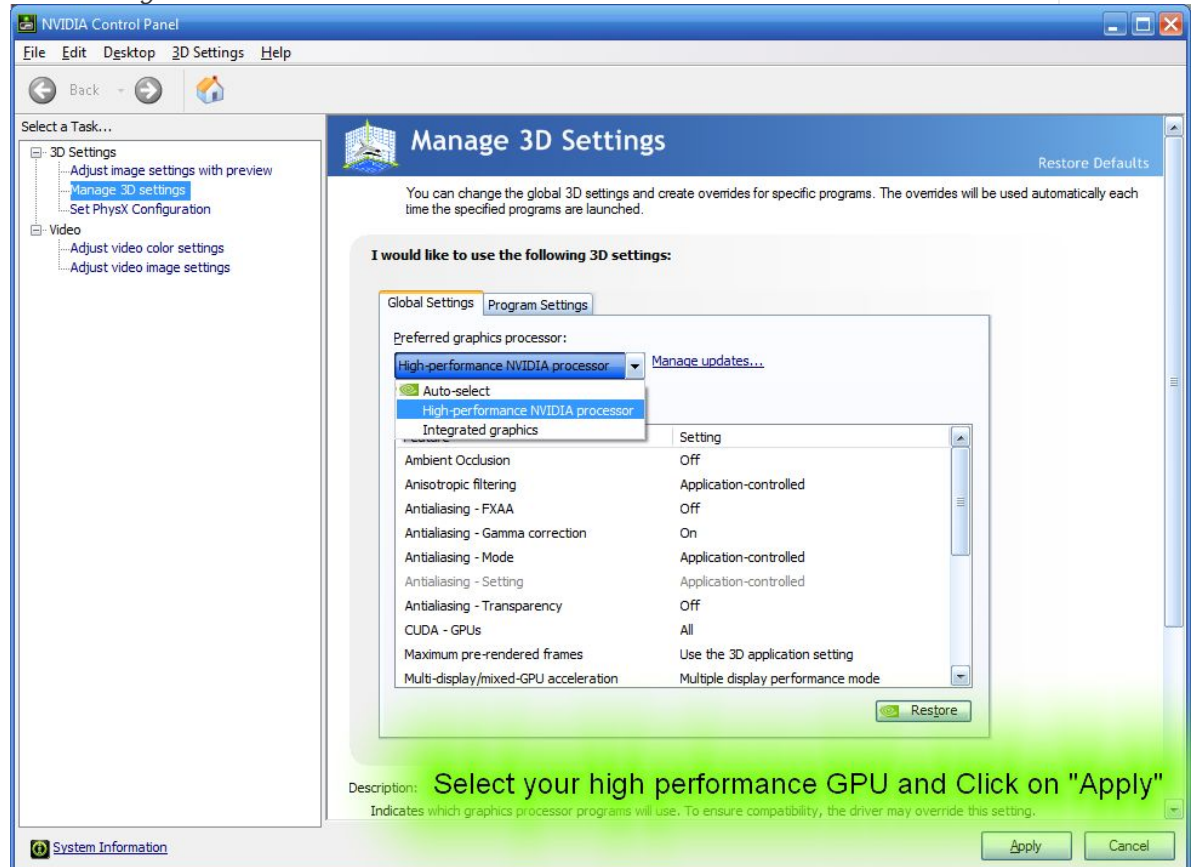 NVIDIA Control Panel
File Edit Desktop 3D Settings Help
Back
Select a Task...
3D Settings
Adjust image settings with preview
Manage 3D settings
Set PhysX Configuration
Video
Adjust video color settings
Adjust video image settings
Manage 3D Settings
Restore Defaults
You can change the global 3D settings and create overrides for specific programs. The overrides will be used automatically each
time the specified programs are launched.
I would like to use the following 3D settings:
Global Settings Program Settings
Preferred graphics processor:
High-performance NVIDIA processor Manage updates...
Auto-select
High-performance NVIDIA processor
Integrated graphics
Feature Setting
Ambient Occlusion Off
Anisotropic filtering Application-controlled
Antialiasing - FXAA Off
Antialiasing - Gamma correction On
Antialiasing - Mode Application-controlled
Antialiasing - Setting Application-controlled
Antialiasing - Transparency Off
CUDA - GPUs All
Maximum pre-rendered frames Use the 3D application setting
Multi-display/mixed-GPU acceleration Multiple display performance mode
Restore
Description: Select your high performance GPU and Click on "Apply"
Indicates which graphics processor programs will use. To ensure compatibility, the driver may override this setting.
System Information Apply Cancel